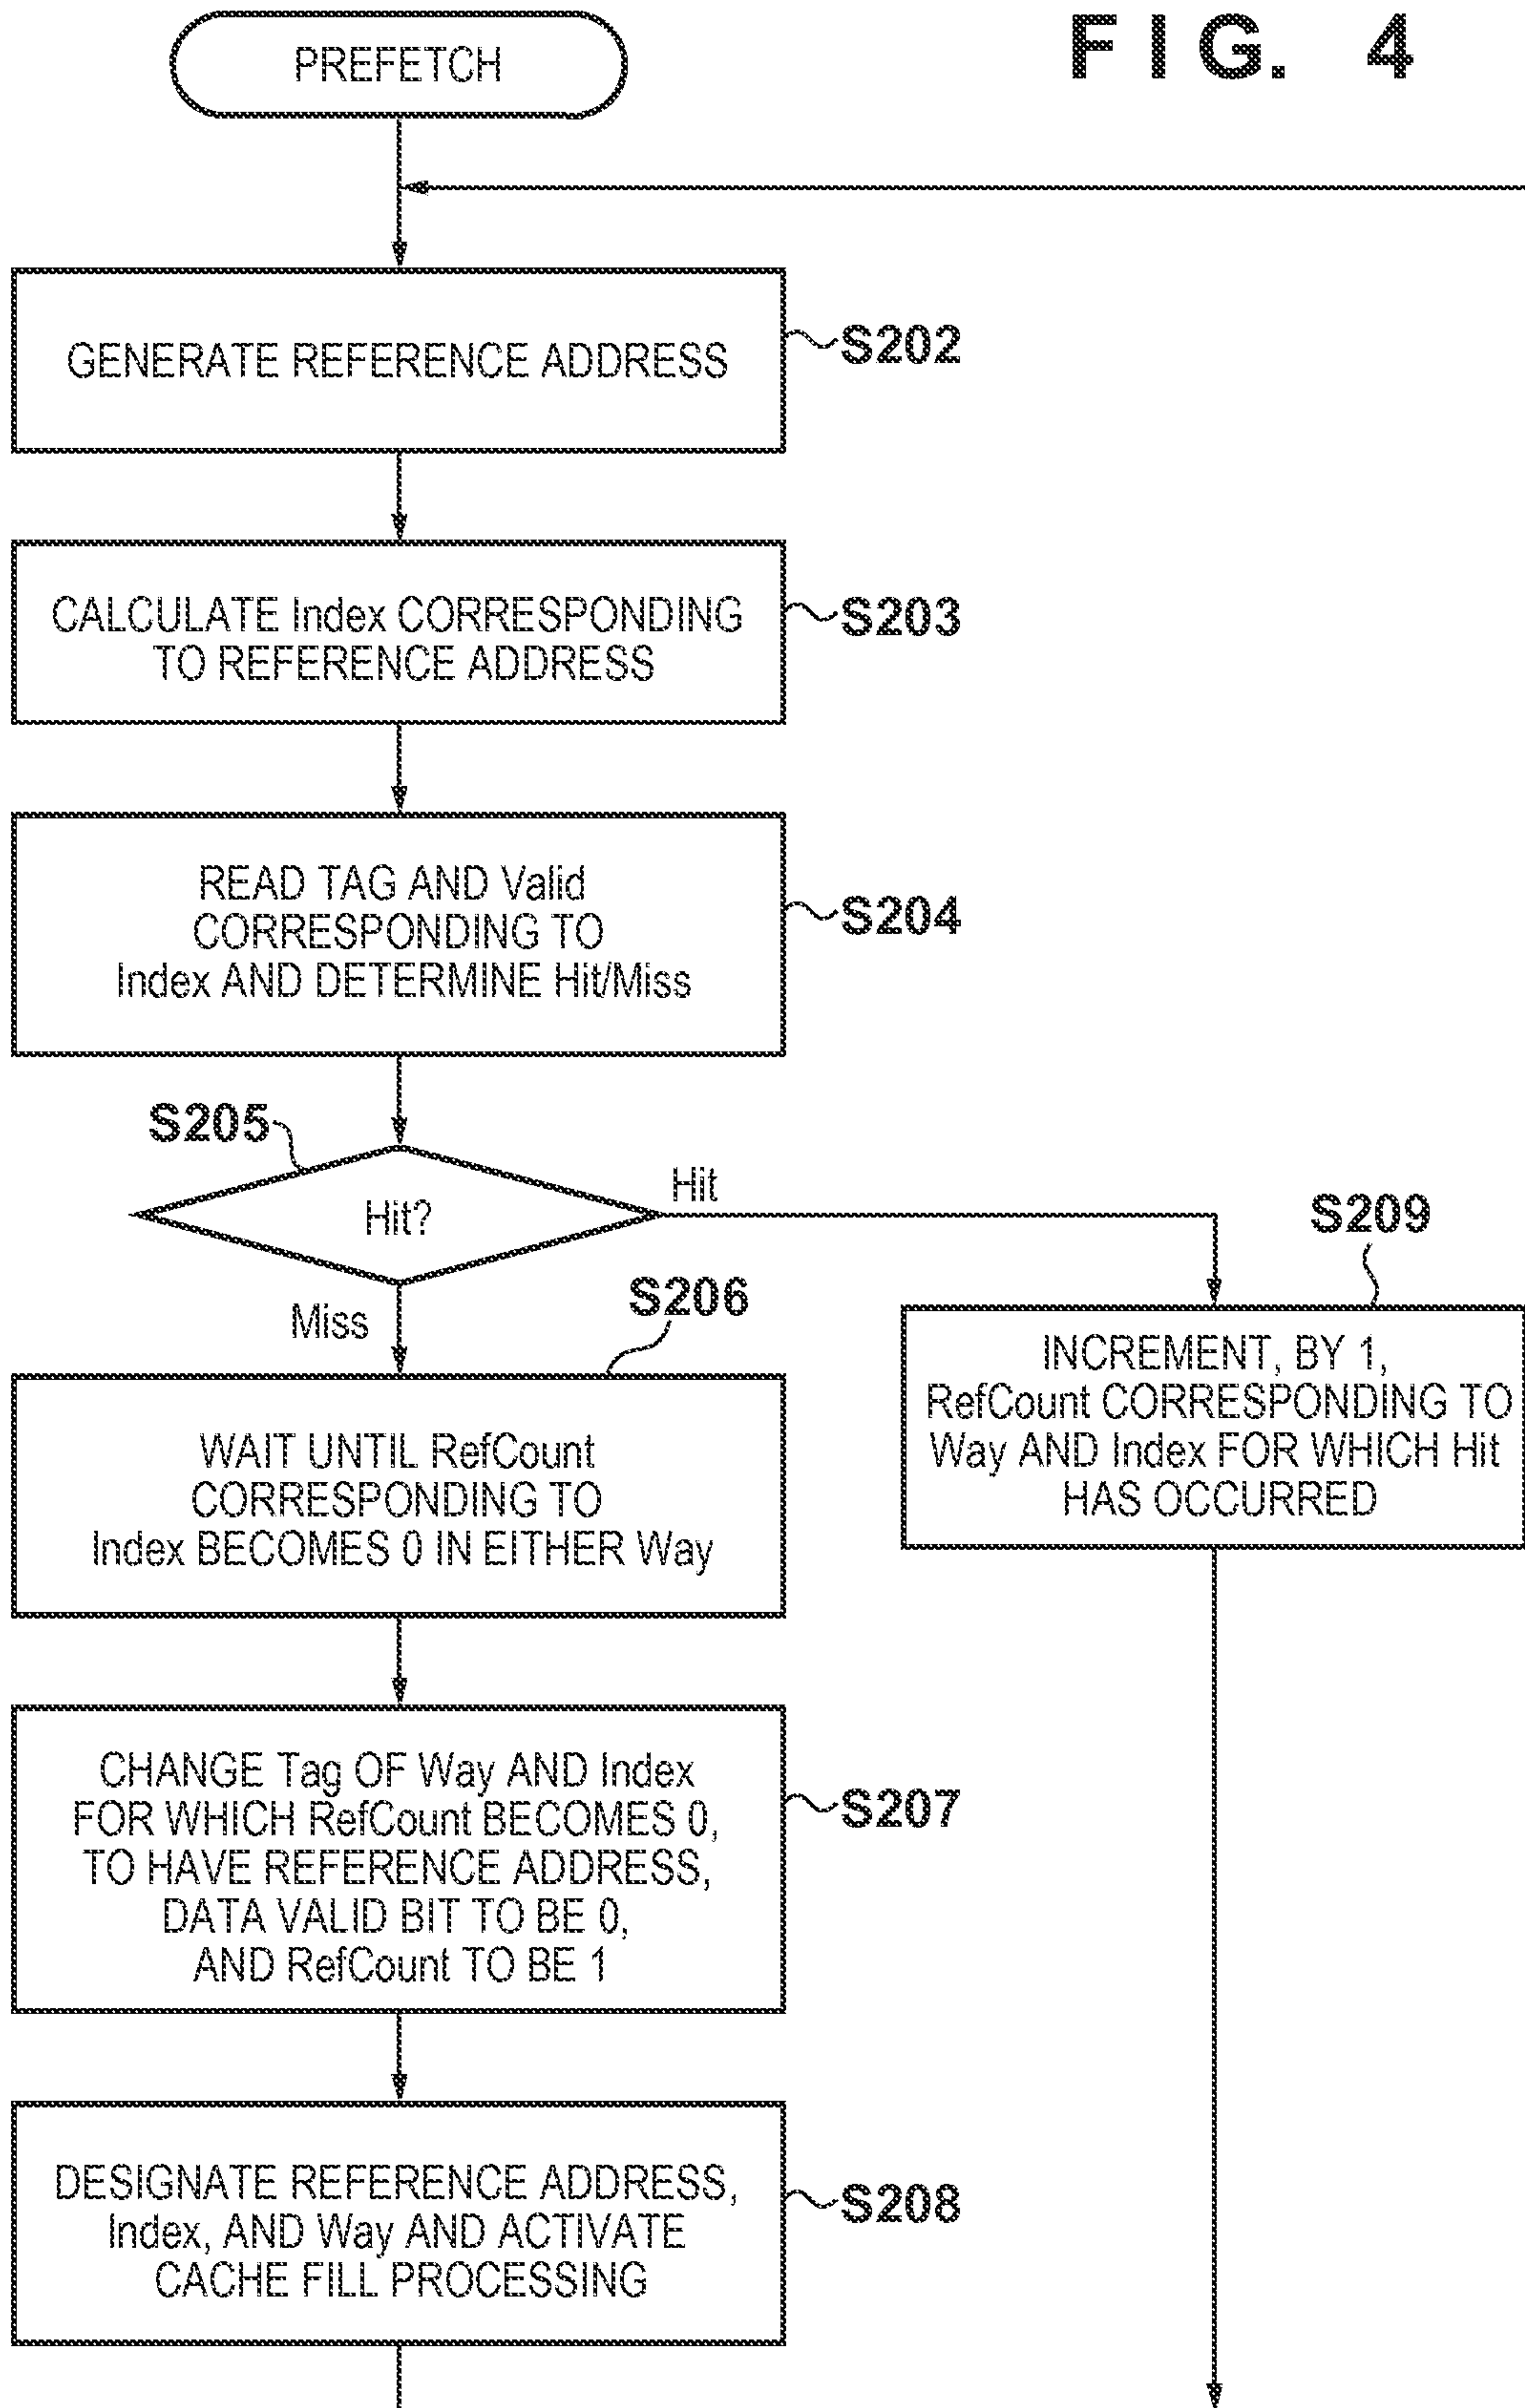 PREFETCH
FIG. 4
GENERATE REFERENCE ADDRESS
S202
CALCULATE Index CORRESPONDING
TO REFERENCE ADDRESS
S203
READ TAG AND Valid
CORRESPONDING TO
Index AND DETERMINE Hit/Miss
S204
S205
Hit?
Hit
Miss
S206
WAIT UNTIL RefCount
CORRESPONDING TO
Index BECOMES 0 IN EITHER Way
S209
INCREMENT, BY 1,
RefCount CORRESPONDING TO
Way AND Index FOR WHICH Hit
HAS OCCURRED
CHANGE Tag OF Way AND Index
FOR WHICH RefCount BECOMES 0,
TO HAVE REFERENCE ADDRESS,
DATA VALID BIT TO BE 0,
AND RefCount TO BE 1
S207
DESIGNATE REFERENCE ADDRESS,
Index, AND Way AND ACTIVATE
CACHE FILL PROCESSING
S208